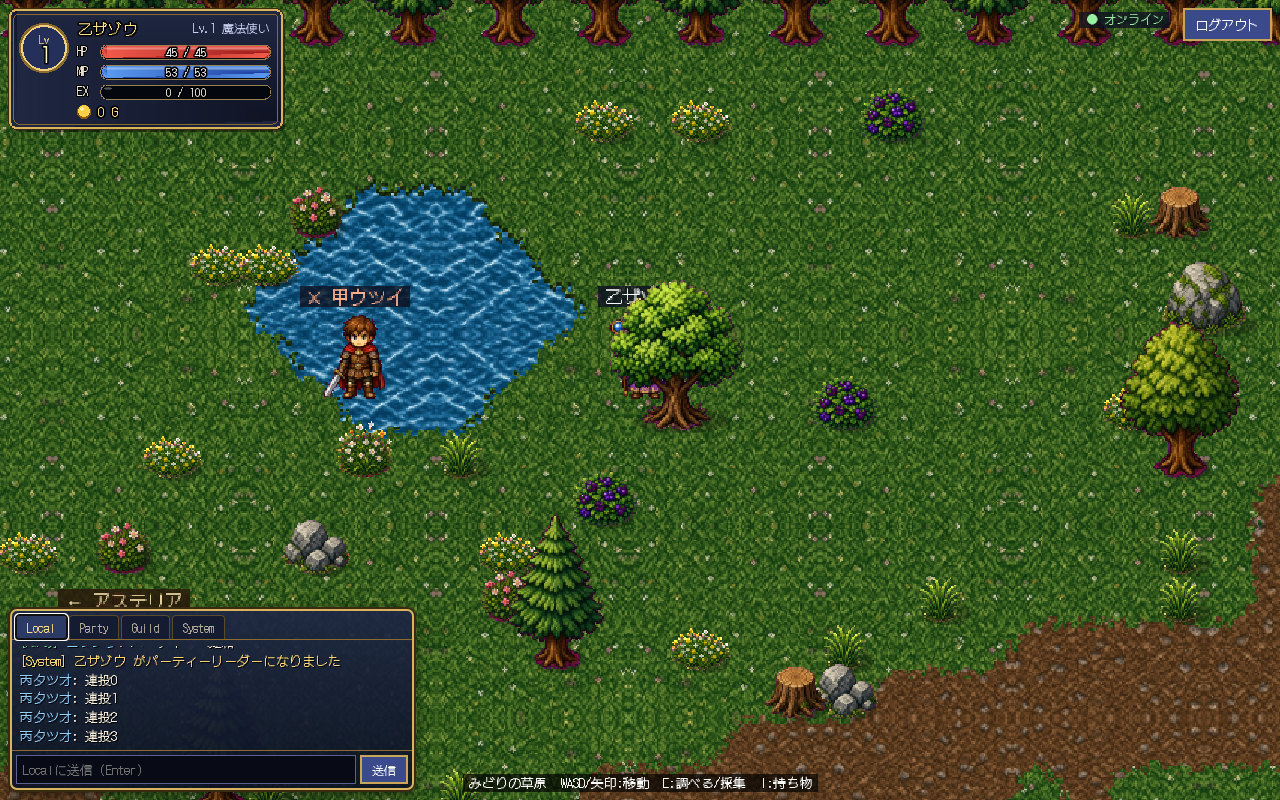 乙ザゾウ Lv.1 魔法使い
Lv 1
HP 45 / 45
MP 53 / 53
EX 0 / 100
0 G
オンライン
ログアウト
⚔ 甲ウツイ
乙ザ
← アステリア
Local Party Guild System
[System] 乙ザゾウ がパーティーリーダーになりました
丙タツオ: 連投0
丙タツオ: 連投1
丙タツオ: 連投2
丙タツオ: 連投3
Localに送信 (Enter) 送信
みどりの草原 WASD/矢印:移動 E:調べる/採集 I:持ち物